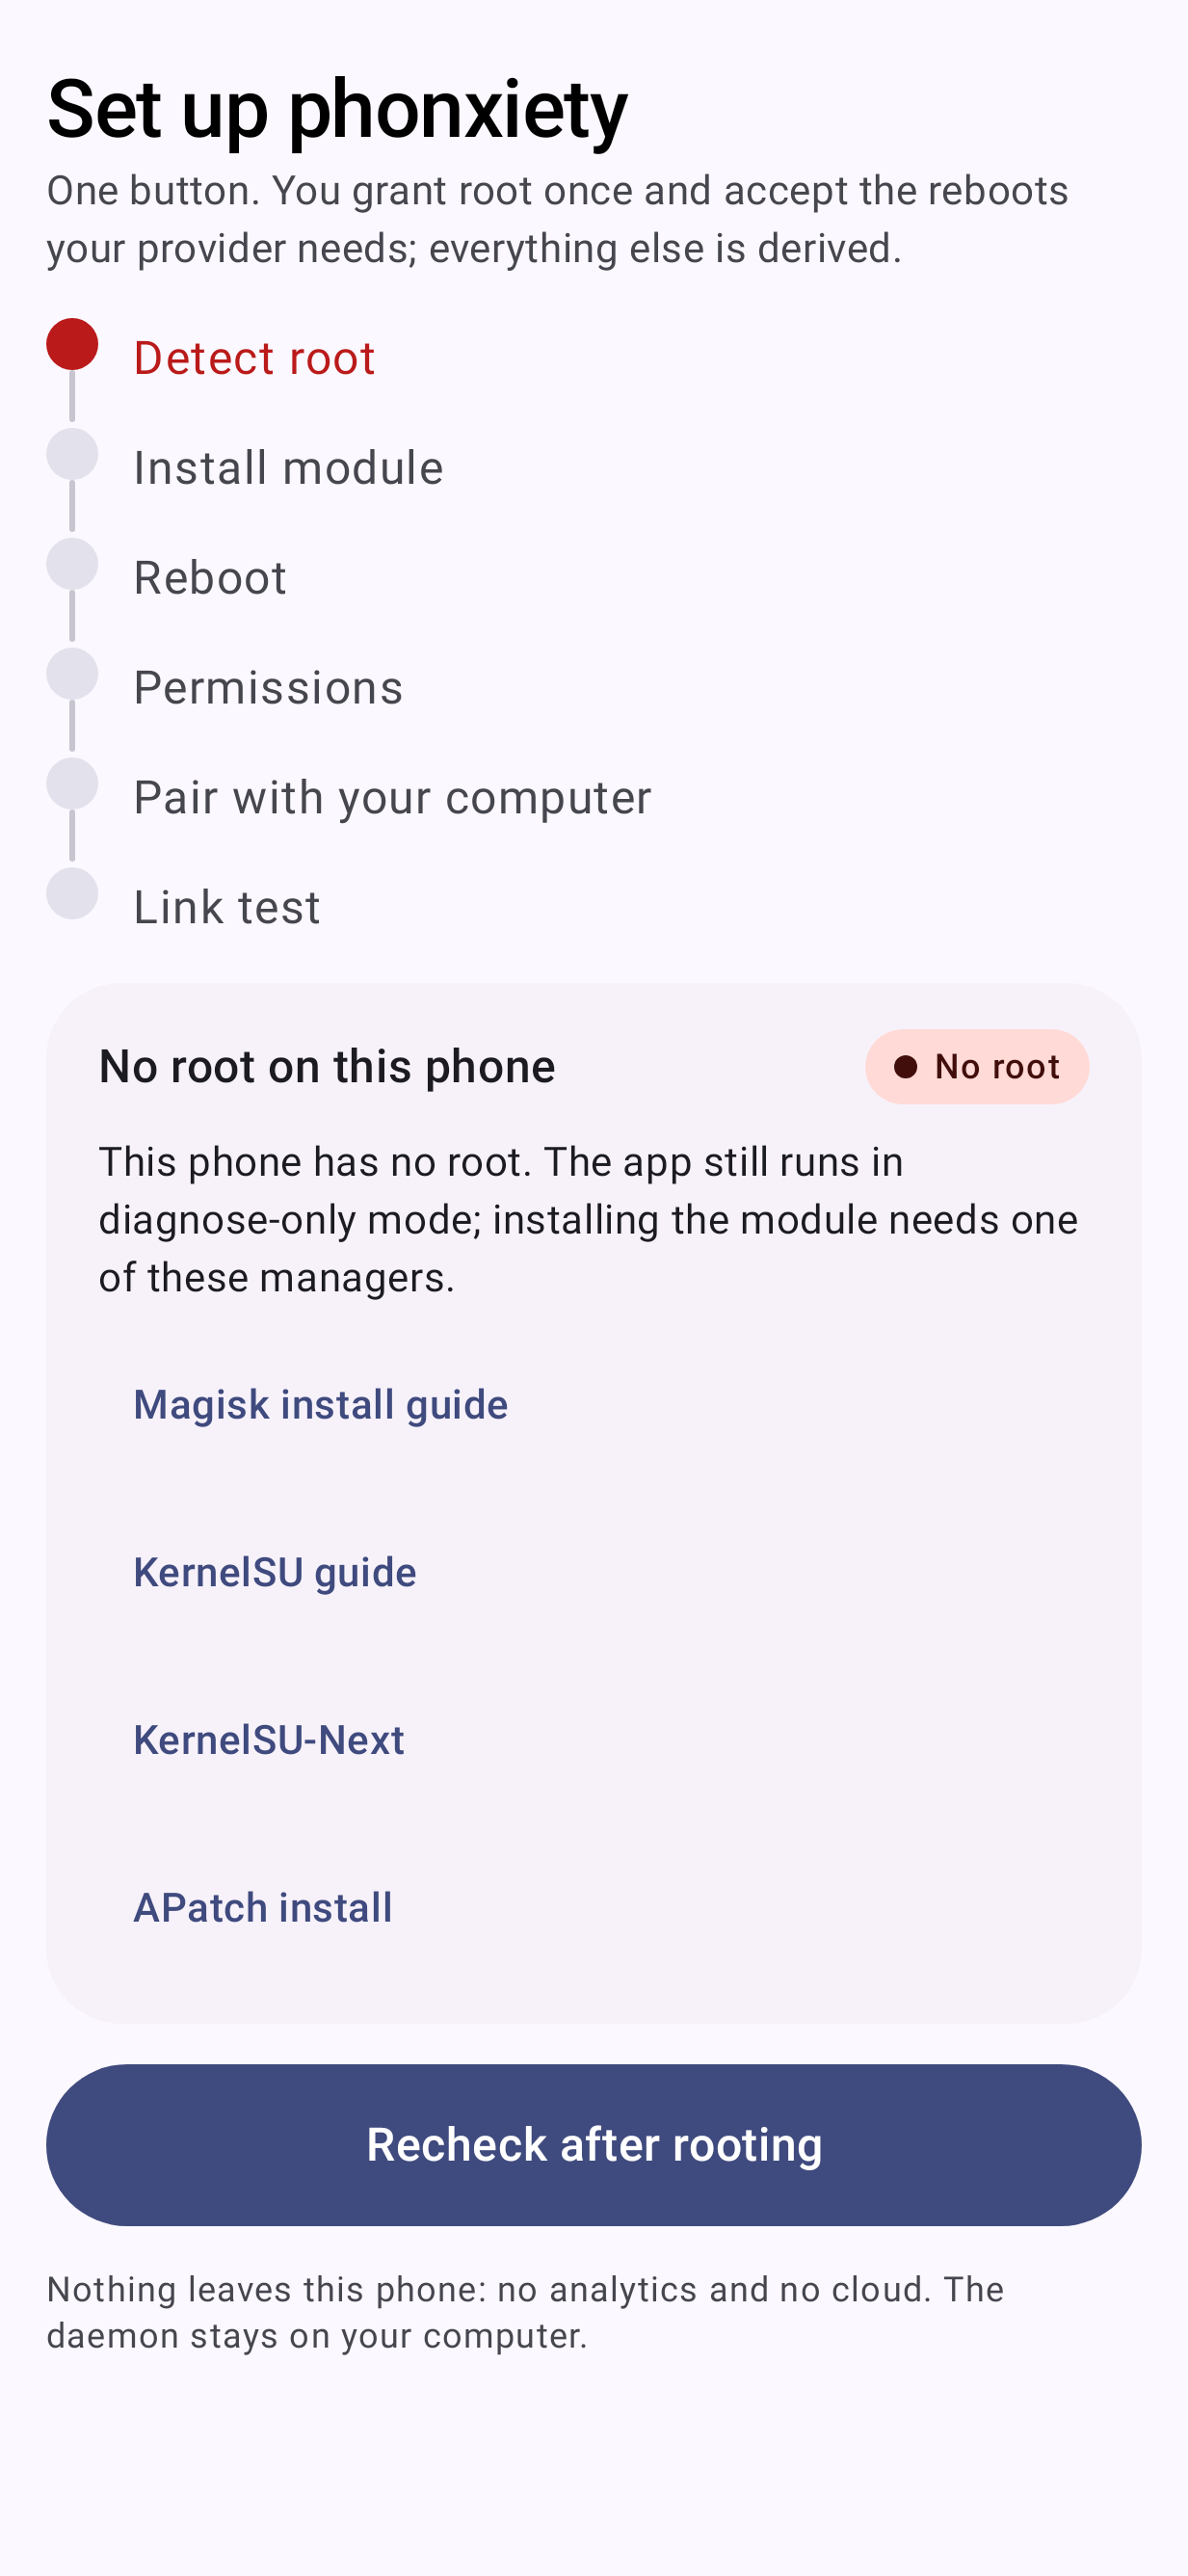 Set up phonxiety
One button. You grant root once and accept the reboots
your provider needs; everything else is derived.
Detect root
Install module
Reboot
Permissions
Pair with your computer
Link test
No root on this phone
No root
This phone has no root. The app still runs in
diagnose-only mode; installing the module needs one
of these managers.
Magisk install guide
KernelSU guide
KernelSU-Next
APatch install
Recheck after rooting
Nothing leaves this phone: no analytics and no cloud. The
daemon stays on your computer.